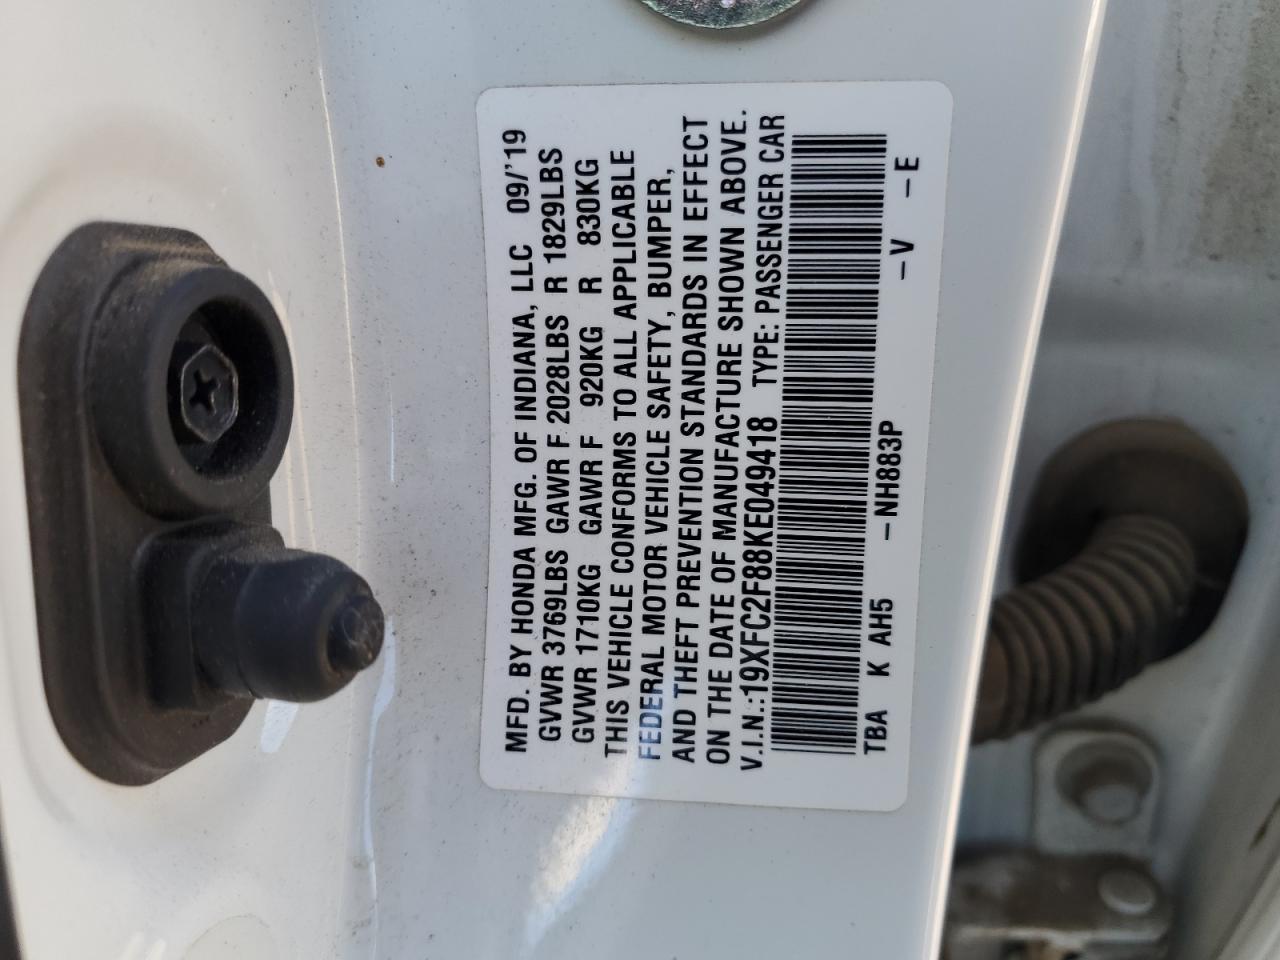 MFD. BY HONDA MFG. OF INDIANA, LLC 09/'19
GVWR 3769LBS GAWR F 2028LBS R 1829LBS
GVWR 1710KG GAWR F 920KG R 830KG
THIS VEHICLE CONFORMS TO ALL APPLICABLE
FEDERAL MOTOR VEHICLE SAFETY, BUMPER,
AND THEFT PREVENTION STANDARDS IN EFFECT
ON THE DATE OF MANUFACTURE SHOWN ABOVE.
V.I.N.:19XFC2F88KE049418 TYPE: PASSENGER CAR
TBA K AH5 –NH883P –V –E